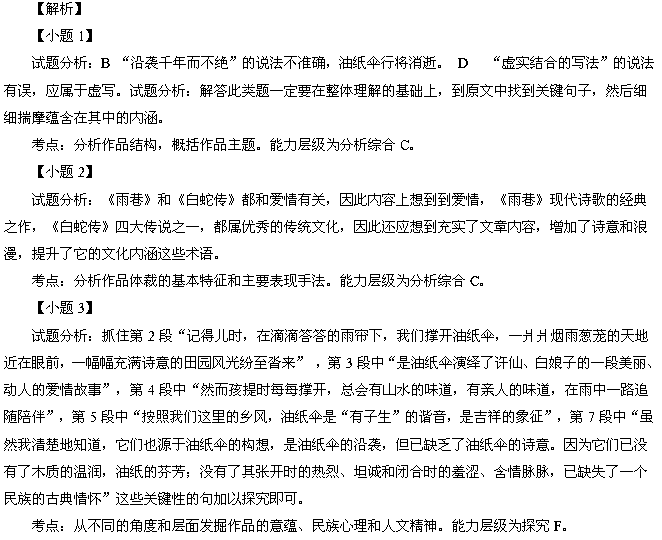 【解析】
【小题1】
试题分析：B “沿袭千年而不绝”的说法不准确，油纸伞行将消逝。 D “虚实结合的写法”的说法
有误，应属于虚写。试题分析：解答此类题一定要在整体理解的基础上，到原文中找到关键句子，然后细
细揣摩蕴含在其中的内涵。
考点：分析作品结构，概括作品主题。能力层级为分析综合 C。
【小题2】
试题分析：《雨巷》和《白蛇传》都和爱情有关，因此内容上想到到爱情，《雨巷》现代诗歌的经典
之作，《白蛇传》四大传说之一，都属优秀的传统文化，因此还应想到充实了文章内容，增加了诗意和浪
漫，提升了它的文化内涵这些术语。
考点：分析作品体裁的基本特征和主要表现手法。能力层级为分析综合 C。
【小题3】
试题分析：抓住第 2 段“记得儿时，在滴滴答答的雨帘下，我们撑开油纸伞，一爿爿烟雨葱茏的天地
近在眼前，一幅幅充满诗意的田园风光纷至沓来” ，第 3 段中“是油纸伞演绎了许仙、白娘子的一段美丽、
动人的爱情故事”，第 4 段中“然而孩提时每每撑开，总会有山水的味道，有亲人的味道，在雨中一路追
随陪伴”，第 5 段中“按照我们这里的乡风，油纸伞是“有子生”的谐音，是吉祥的象征”，第 7 段中“虽
然我清楚地知道，它们也源于油纸伞的构想，是油纸伞的沿袭，但已缺乏了油纸伞的诗意。因为它们已没
有了木质的温润，油纸的芬芳；没有了其张开时的热烈、坦诚和闭合时的羞涩、含情脉脉，已缺失了一个
民族的古典情怀”这些关键性的句加以探究即可。
考点：从不同的角度和层面发掘作品的意蕴、民族心理和人文精神。能力层级为探究 F。